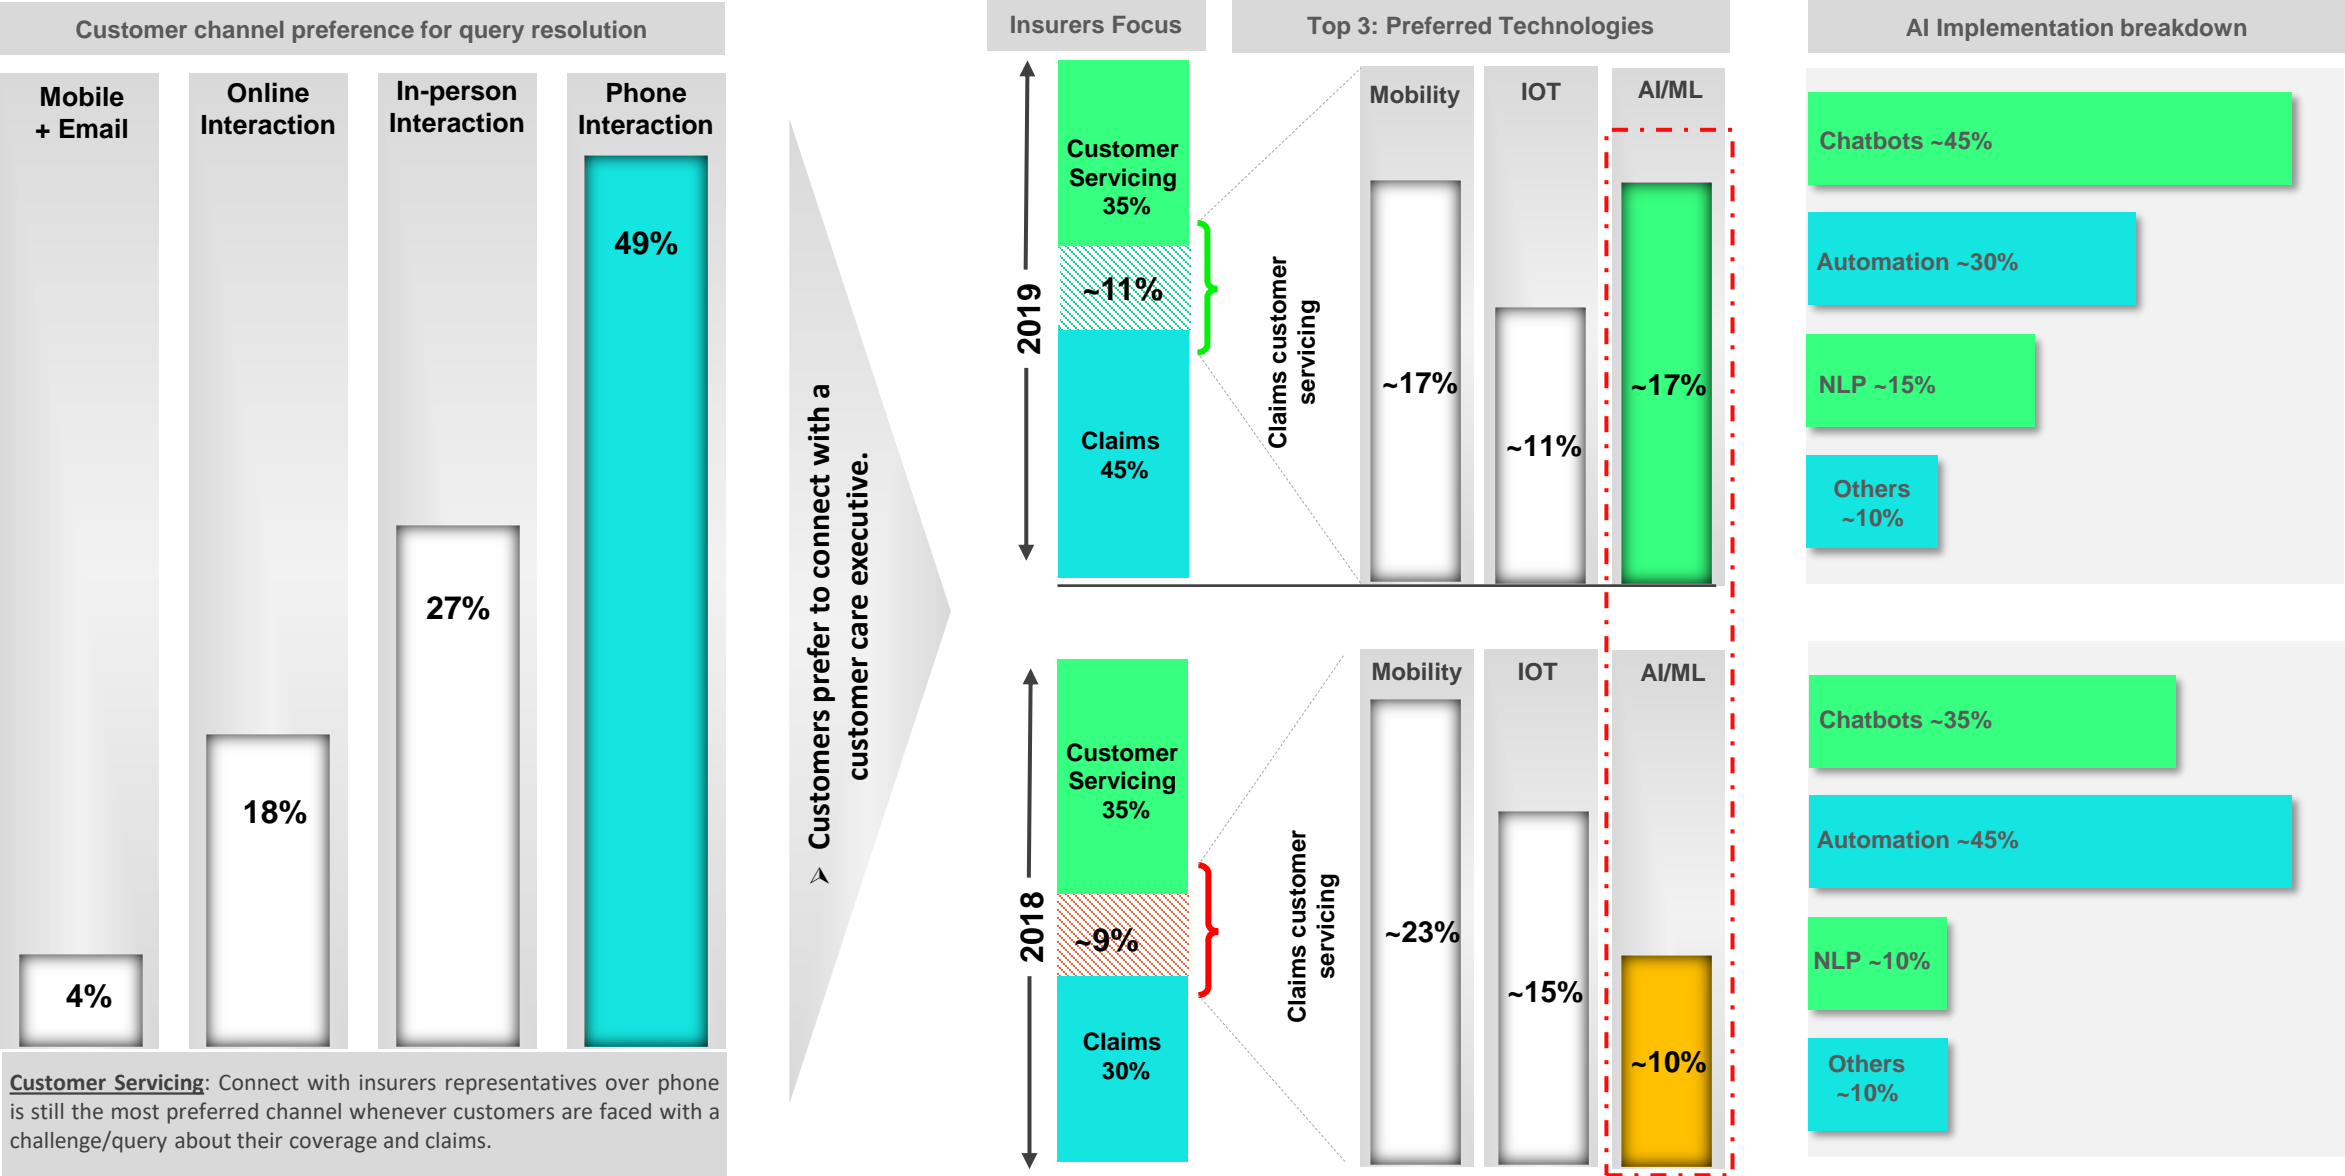 Customer channel preference for query resolution
Mobile
+ Email
Online
Interaction
In-person
Interaction
Phone
Interaction
49%
27%
18%
4%
Customer Servicing: Connect with insurers representatives over phone
is still the most preferred channel whenever customers are faced with a
challenge/query about their coverage and claims.
➢ Customers prefer to connect with a
customer care executive.
Insurers Focus
Top 3: Preferred Technologies
AI Implementation breakdown
2019
Customer
Servicing
35%
~11%
Claims
45%
Claims customer
servicing
Mobility
IOT
AI/ML
~17%
~11%
~17%
Chatbots ~45%
Automation ~30%
NLP ~15%
Others
~10%
2018
Customer
Servicing
35%
~9%
Claims
30%
Claims customer
servicing
Mobility
IOT
AI/ML
~23%
~15%
~10%
Chatbots ~35%
Automation ~45%
NLP ~10%
Others
~10%